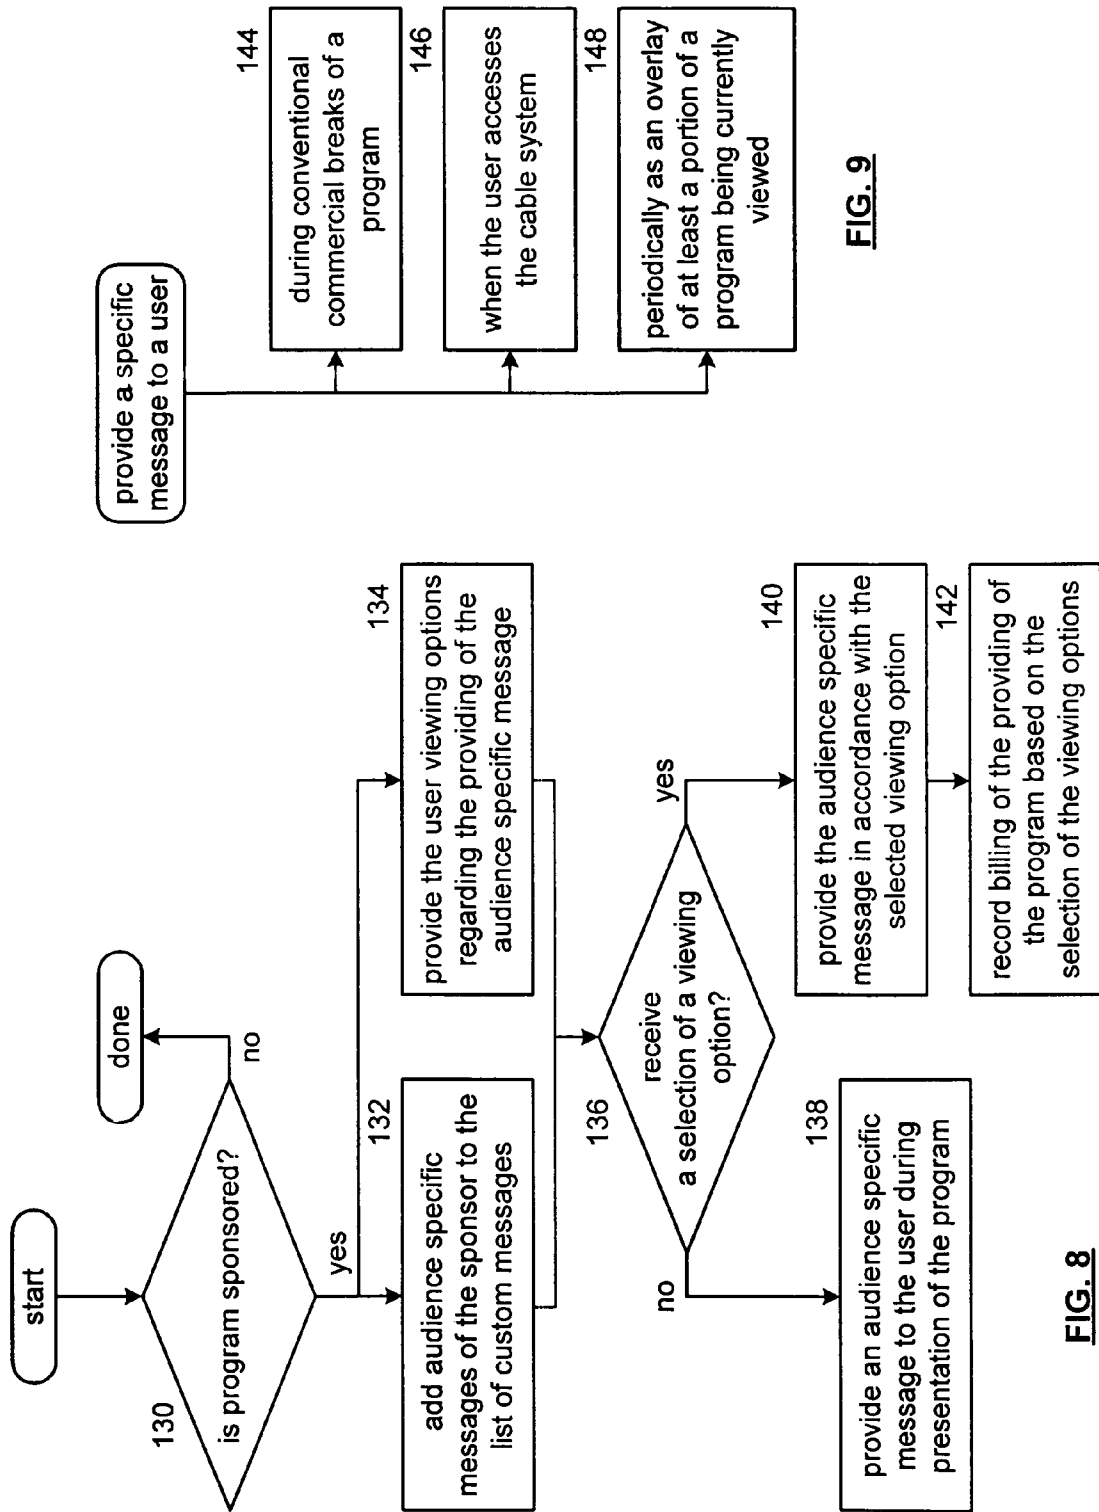 start
130
is program sponsored?
no
done
yes
132
add audience specific
messages of the sponsor to the
list of custom messages
134
provide the user viewing options
regarding the providing of the
audience specific message
136
receive
a selection of a viewing
option?
no
yes
138
provide an audience specific
message to the user during
presentation of the program
140
provide the audience specific
message in accordance with the
selected viewing option
142
record billing of the providing of
the program based on the
selection of the viewing options
FIG. 8
provide a specific
message to a user
144
during conventional
commercial breaks of a
program
146
when the user accesses
the cable system
148
periodically as an overlay
of at least a portion of a
program being currently
viewed
FIG. 9